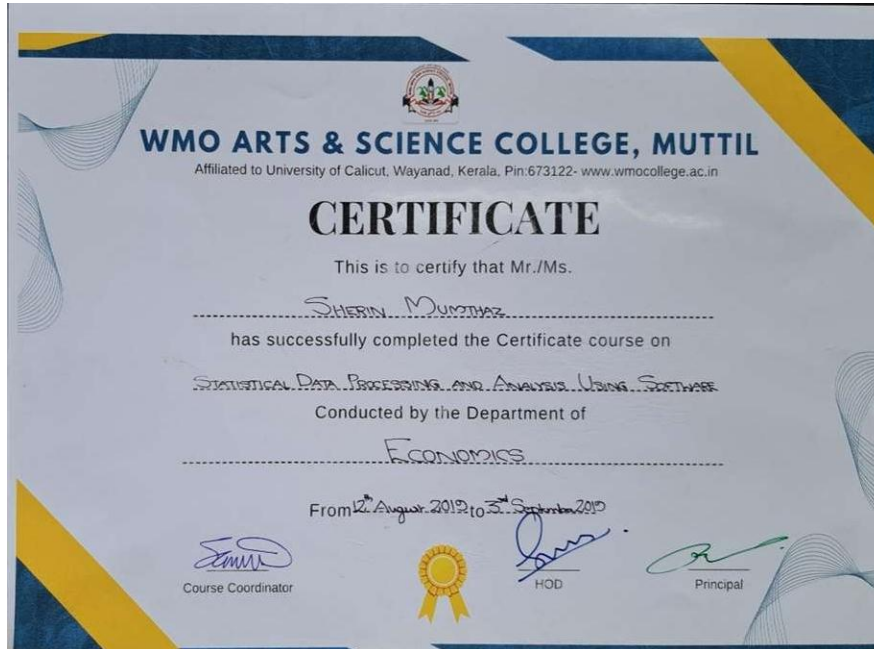 WMO ARTS & SCIENCE COLLEGE, MUTTIL
Affiliated to University of Calicut, Wayanad, Kerala, Pin:673122- www.wmocollege.ac.in
CERTIFICATE
This is to certify that Mr./Ms.
SHERIN MUMTHAZ
has successfully completed the Certificate course on
STATISTICAL DATA PROCESSING AND ANALYSIS USING SOFTWARE
Conducted by the Department of
ECONOMICS
From 12th August 2019 to 3rd September 2019
Course Coordinator
HOD
Principal